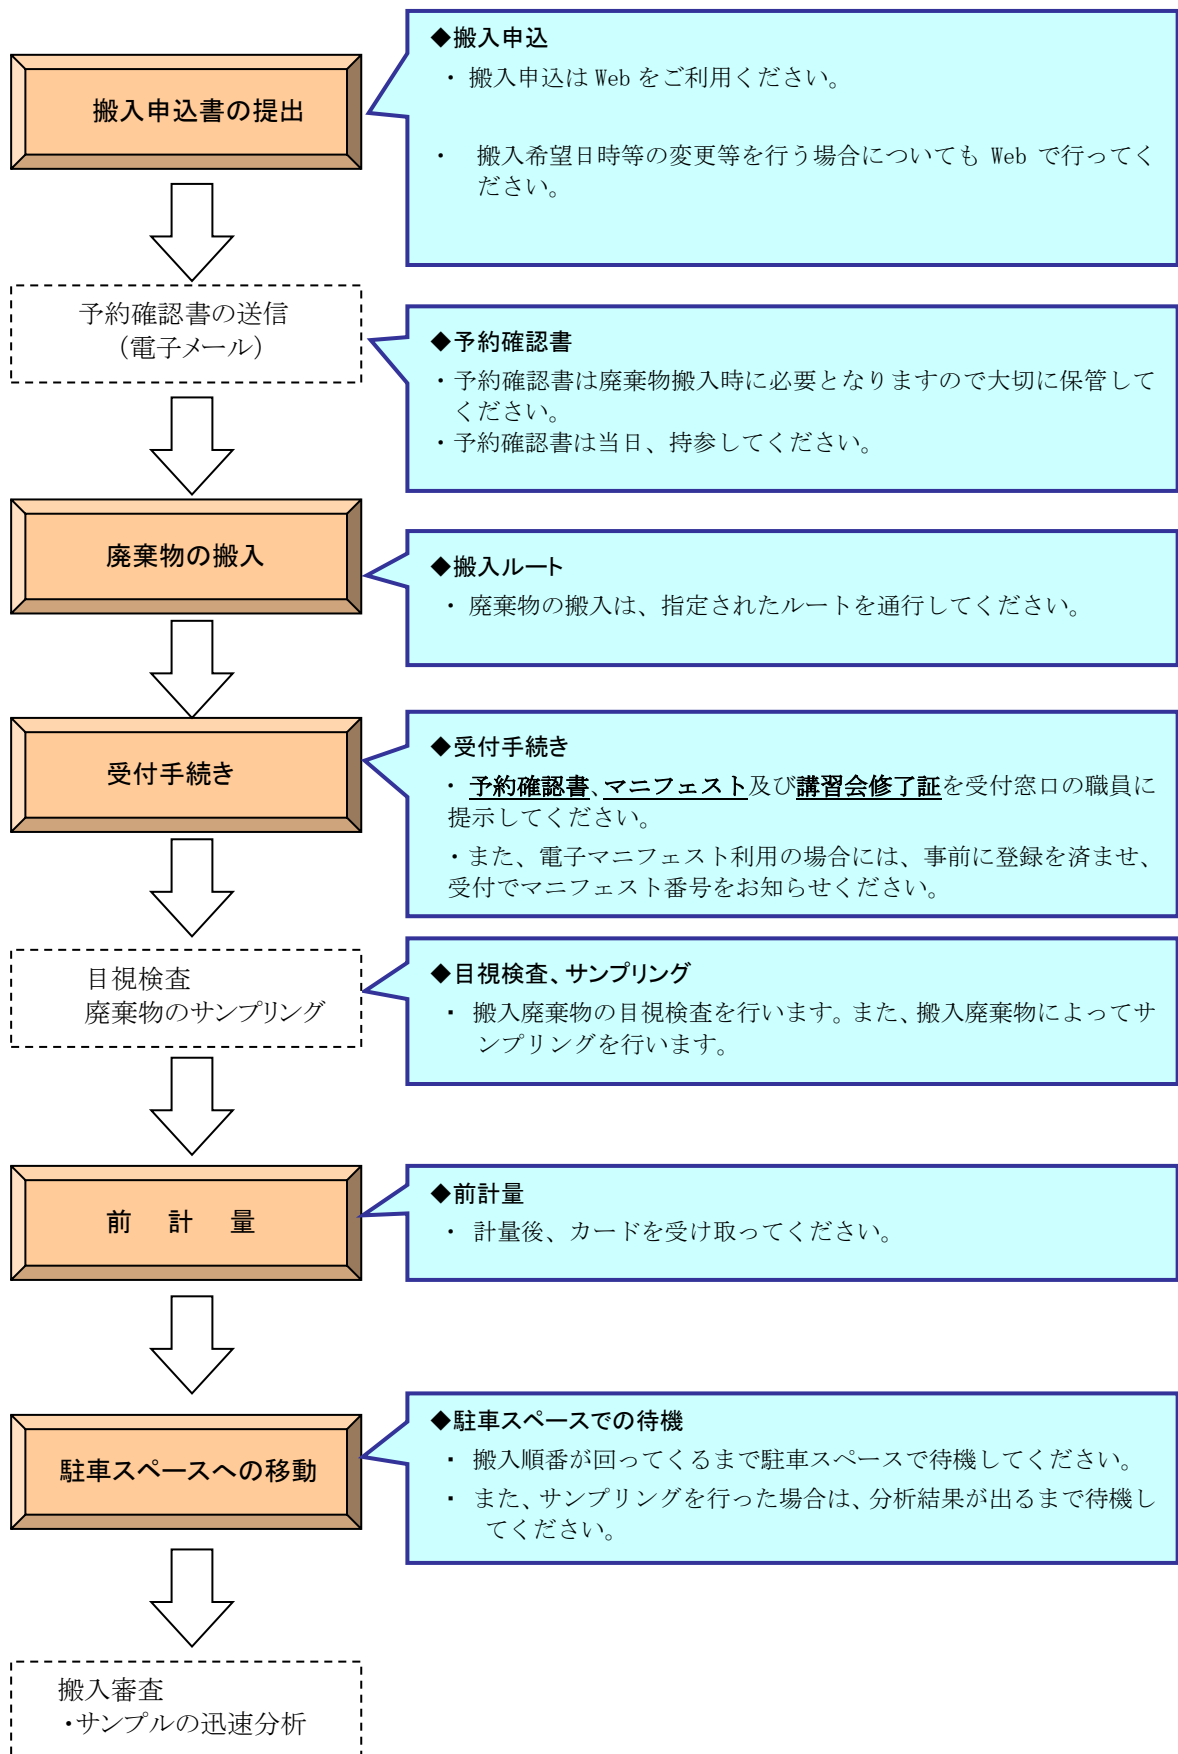 搬入申込書の提出
◆搬入申込
・ 搬入申込は Web をご利用ください。
・ 搬入希望日時等の変更等を行う場合についても Web で行ってく
ださい。
予約確認書の送信
（電子メール）
◆予約確認書
・予約確認書は廃棄物搬入時に必要となりますので大切に保管して
ください。
・予約確認書は当日、持参してください。
廃棄物の搬入
◆搬入ルート
・ 廃棄物の搬入は、指定されたルートを通行してください。
受付手続き
◆受付手続き
・ 予約確認書、マニフェスト及び講習会修了証を受付窓口の職員に
提示してください。
・また、電子マニフェスト利用の場合には、事前に登録を済ませ、
受付でマニフェスト番号をお知らせください。
目視検査
廃棄物のサンプリング
◆目視検査、サンプリング
・ 搬入廃棄物の目視検査を行います。また、搬入廃棄物によってサ
ンプリングを行います。
前 計 量
◆前計量
・ 計量後、カードを受け取ってください。
駐車スペースへの移動
◆駐車スペースでの待機
・ 搬入順番が回ってくるまで駐車スペースで待機してください。
・ また、サンプリングを行った場合は、分析結果が出るまで待機し
てください。
搬入審査
・サンプルの迅速分析